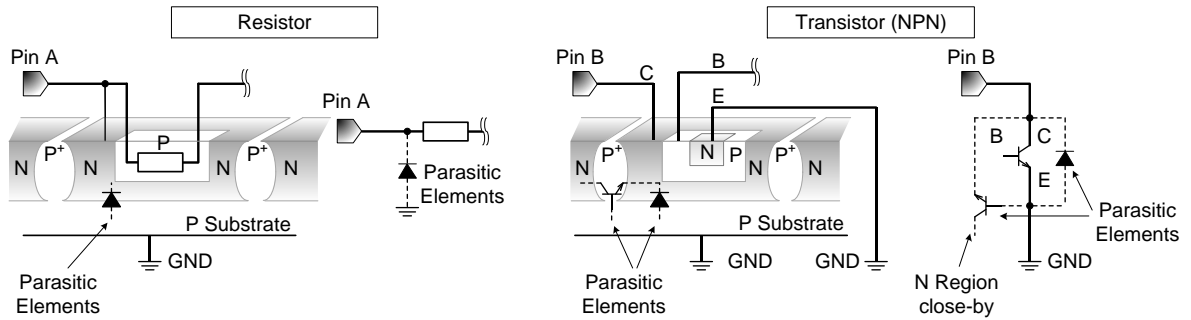 Resistor
Transistor (NPN)
Pin A
Pin B
Pin B
C
B
E
Pin A
N
P+
N
P
P+
N
N
Parasitic
Elements
P Substrate
GND
Parasitic
Elements
N
P+
N
N
P
P+
N
N
P Substrate
GND
GND
Parasitic
Elements
B
C
E
Parasitic
Elements
GND
N Region
close-by